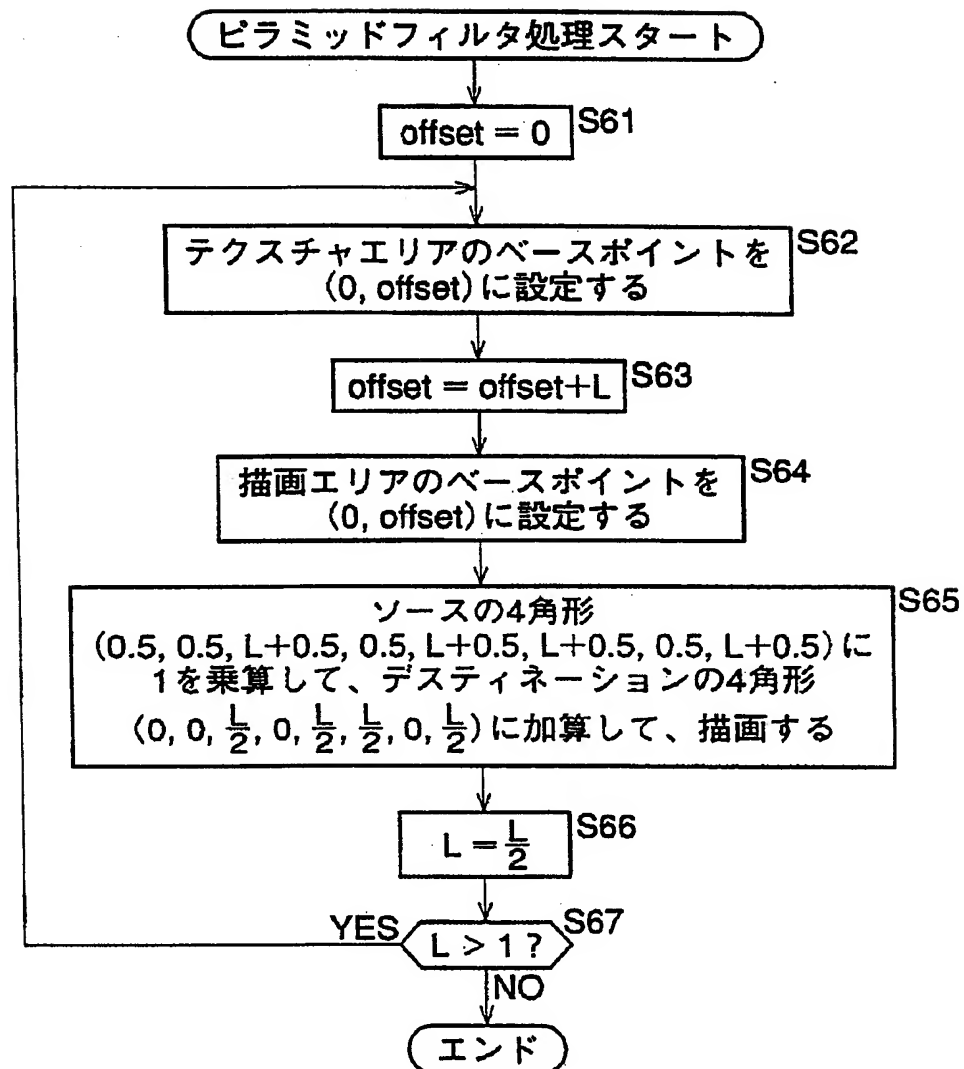 ピラミッドフィルタ処理スタート
offset = 0
S61
テクスチャエリアのベースポイントを
(0, offset)に設定する
S62
offset = offset+L
S63
描画エリアのベースポイントを
(0, offset)に設定する
S64
ソースの4角形
(0.5, 0.5, L+0.5, 0.5, L+0.5, L+0.5, 0.5, L+0.5)に
1を乗算して、デスティネーションの4角形
(0, 0, L/2, 0, L/2, L/2, 0, L/2)に加算して、描画する
S65
L = L/2
S66
L > 1 ?
S67
YES
NO
エンド